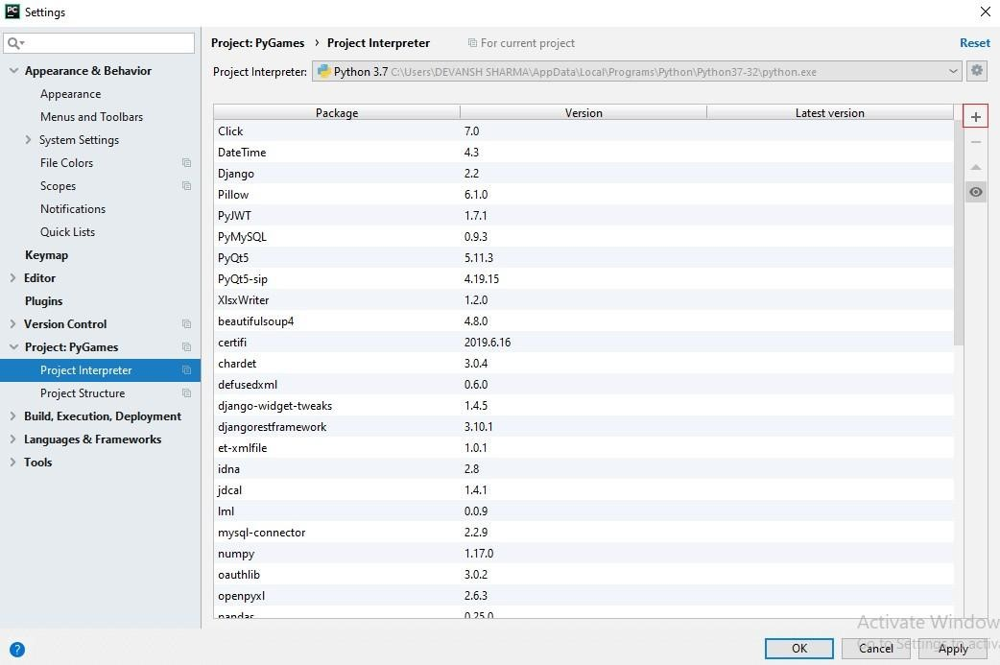 PC Settings
Project: PyGames › Project Interpreter For current project Reset
Project Interpreter: Python 3.7 C:\Users\DEVANSH SHARMA\AppData\Local\Programs\Python\Python37-32\python.exe
Appearance & Behavior
Appearance
Menus and Toolbars
System Settings
File Colors
Scopes
Notifications
Quick Lists
Keymap
Editor
Plugins
Version Control
Project: PyGames
Project Interpreter
Project Structure
Build, Execution, Deployment
Languages & Frameworks
Tools
Package Version Latest version
Click 7.0
DateTime 4.3
Django 2.2
Pillow 6.1.0
PyJWT 1.7.1
PyMySQL 0.9.3
PyQt5 5.11.3
PyQt5-sip 4.19.15
XlsxWriter 1.2.0
beautifulsoup4 4.8.0
certifi 2019.6.16
chardet 3.0.4
defusedxml 0.6.0
django-widget-tweaks 1.4.5
djangorestframework 3.10.1
et-xmlfile 1.0.1
idna 2.8
jdcal 1.4.1
lml 0.0.9
mysql-connector 2.2.9
numpy 1.17.0
oauthlib 3.0.2
openpyxl 2.6.3
pandas 0.25.0
Activate Window
Go to Settings to activ
? OK Cancel Apply